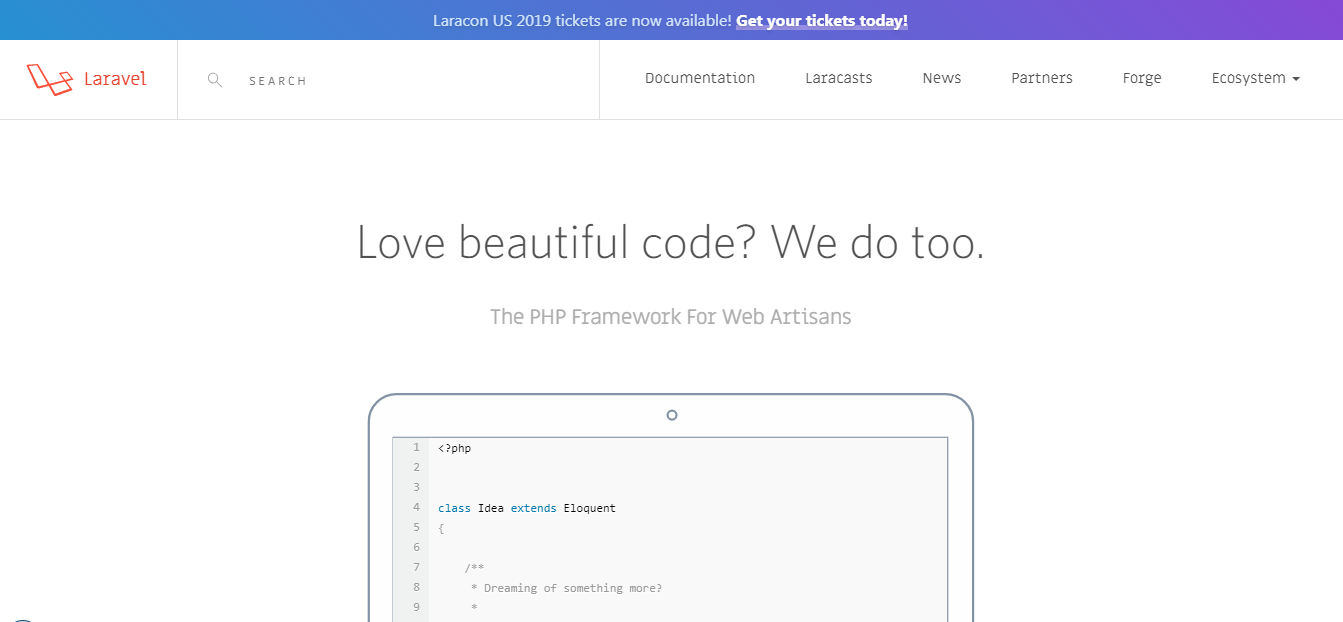 Laracon US 2019 tickets are now available! Get your tickets today!
Laravel
SEARCH
Documentation Laracasts News Partners Forge Ecosystem
Love beautiful code? We do too.
The PHP Framework For Web Artisans
1 <?php
2
3
4 class Idea extends Eloquent
5 {
6
7 /**
8 * Dreaming of something more?
9 *